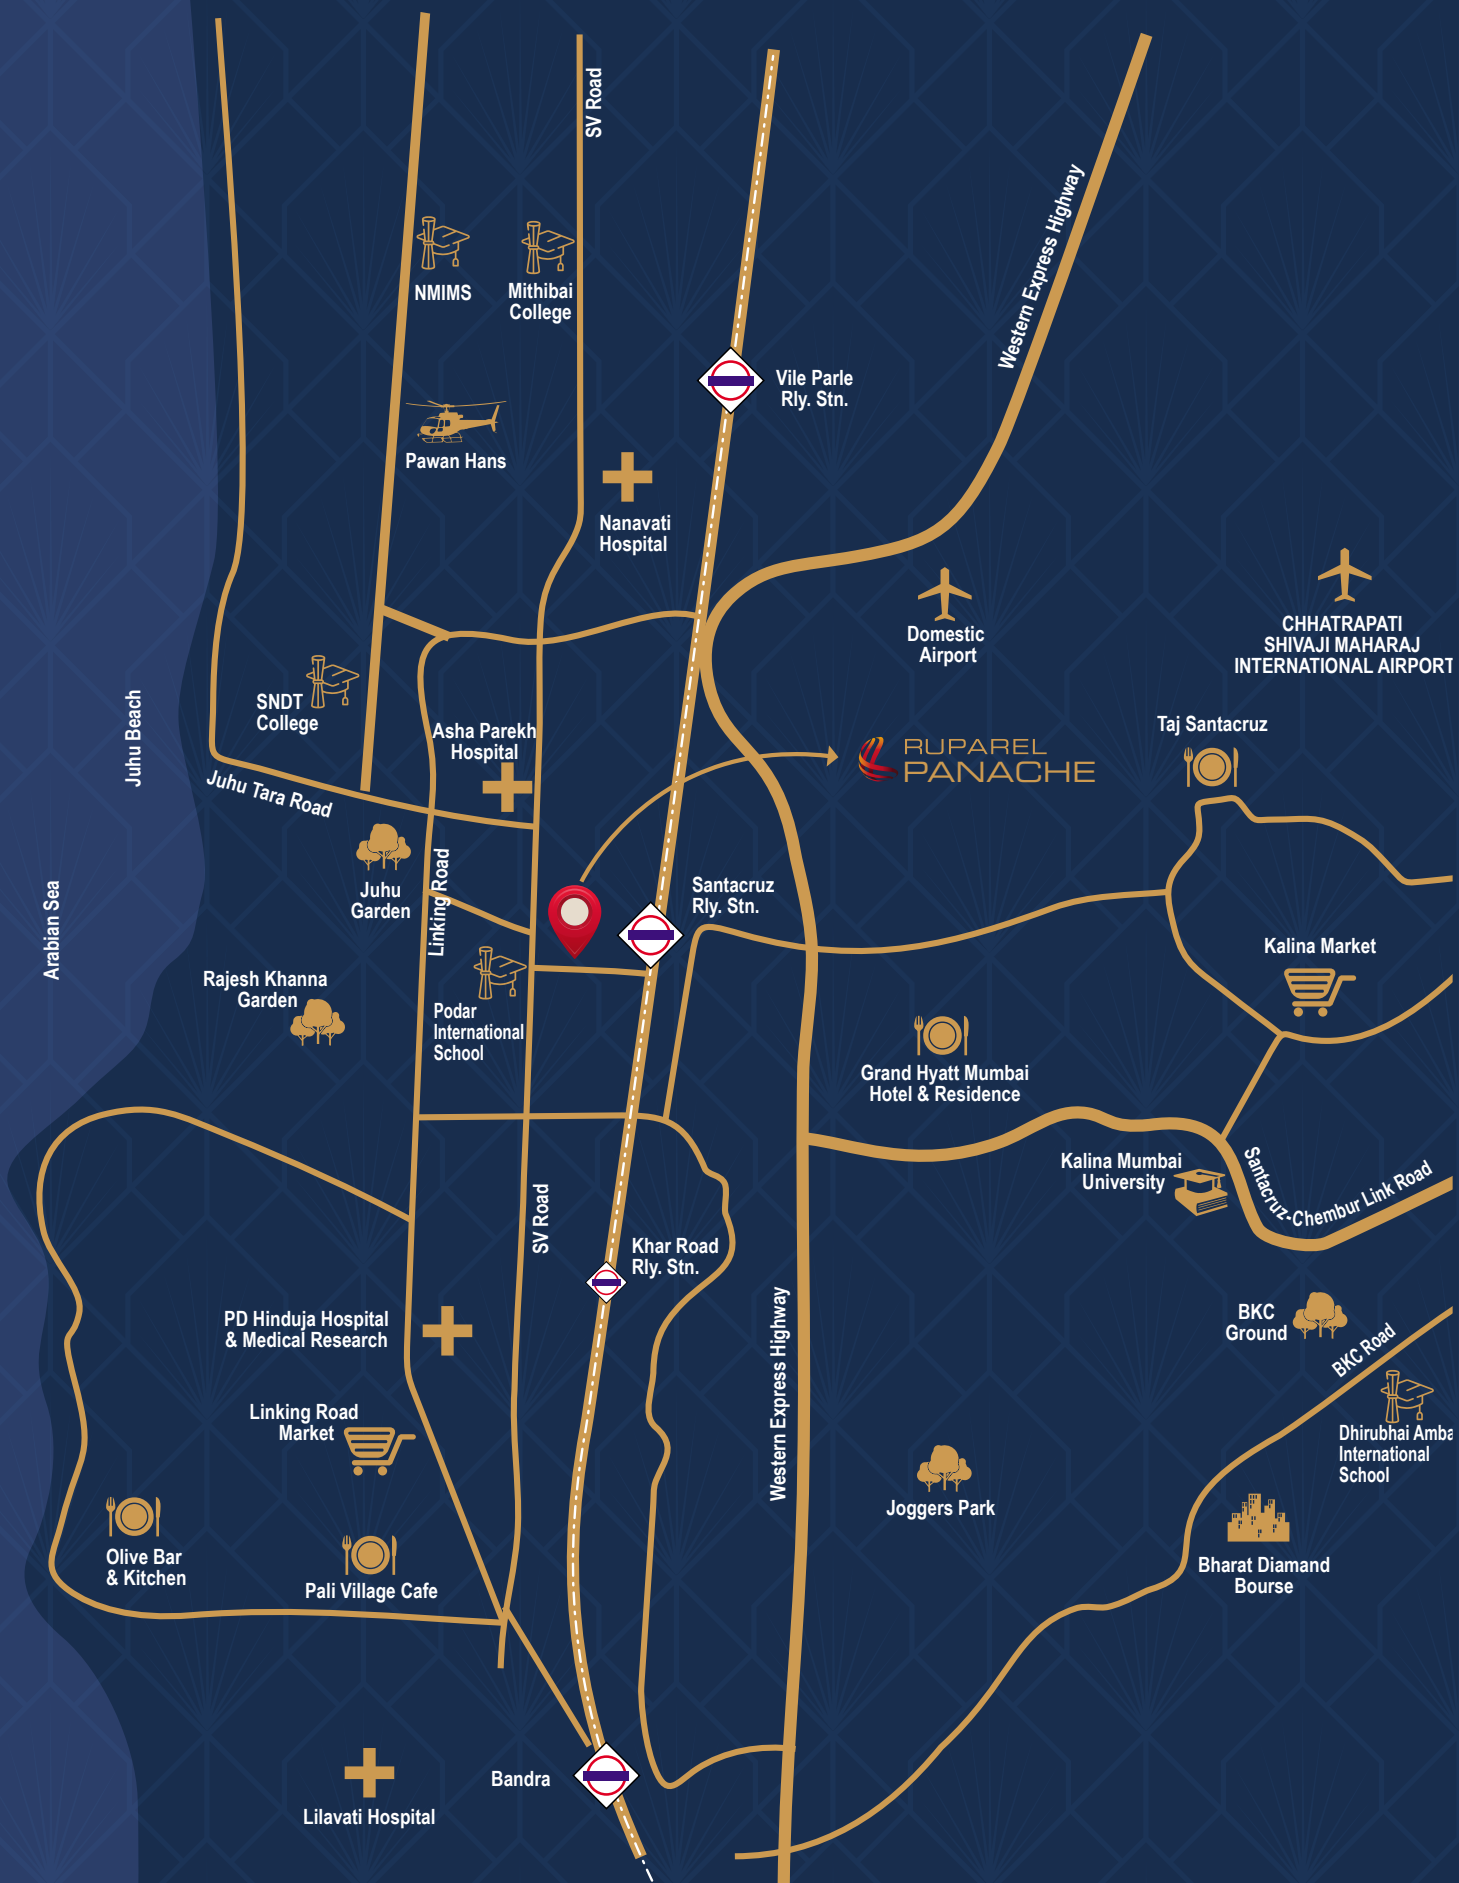 SV Road
Western Express Highway
NMIMS
Mithibai
College
Vile Parle
Rly. Stn.
Pawan Hans
Nanavati
Hospital
Domestic
Airport
CHHATRAPATI
SHIVAJI MAHARAJ
INTERNATIONAL AIRPORT
SNDT
College
Juhu Beach
Asha Parekh
Hospital
Taj Santacruz
RUPAREL
PANACHE
Juhu Tara Road
Juhu
Garden
Linking Road
Santacruz
Rly. Stn.
Arabian Sea
Kalina Market
Rajesh Khanna
Garden
Podar
International
School
Grand Hyatt Mumbai
Hotel & Residence
Kalina Mumbai
University
Santacruz-Chembur Link Road
SV Road
Khar Road
Rly. Stn.
Western Express Highway
PD Hinduja Hospital
& Medical Research
BKC
Ground
BKC Road
Linking Road
Market
Dhirubhai Amba
International
School
Joggers Park
Olive Bar
& Kitchen
Pali Village Cafe
Bharat Diamand
Bourse
Bandra
Lilavati Hospital